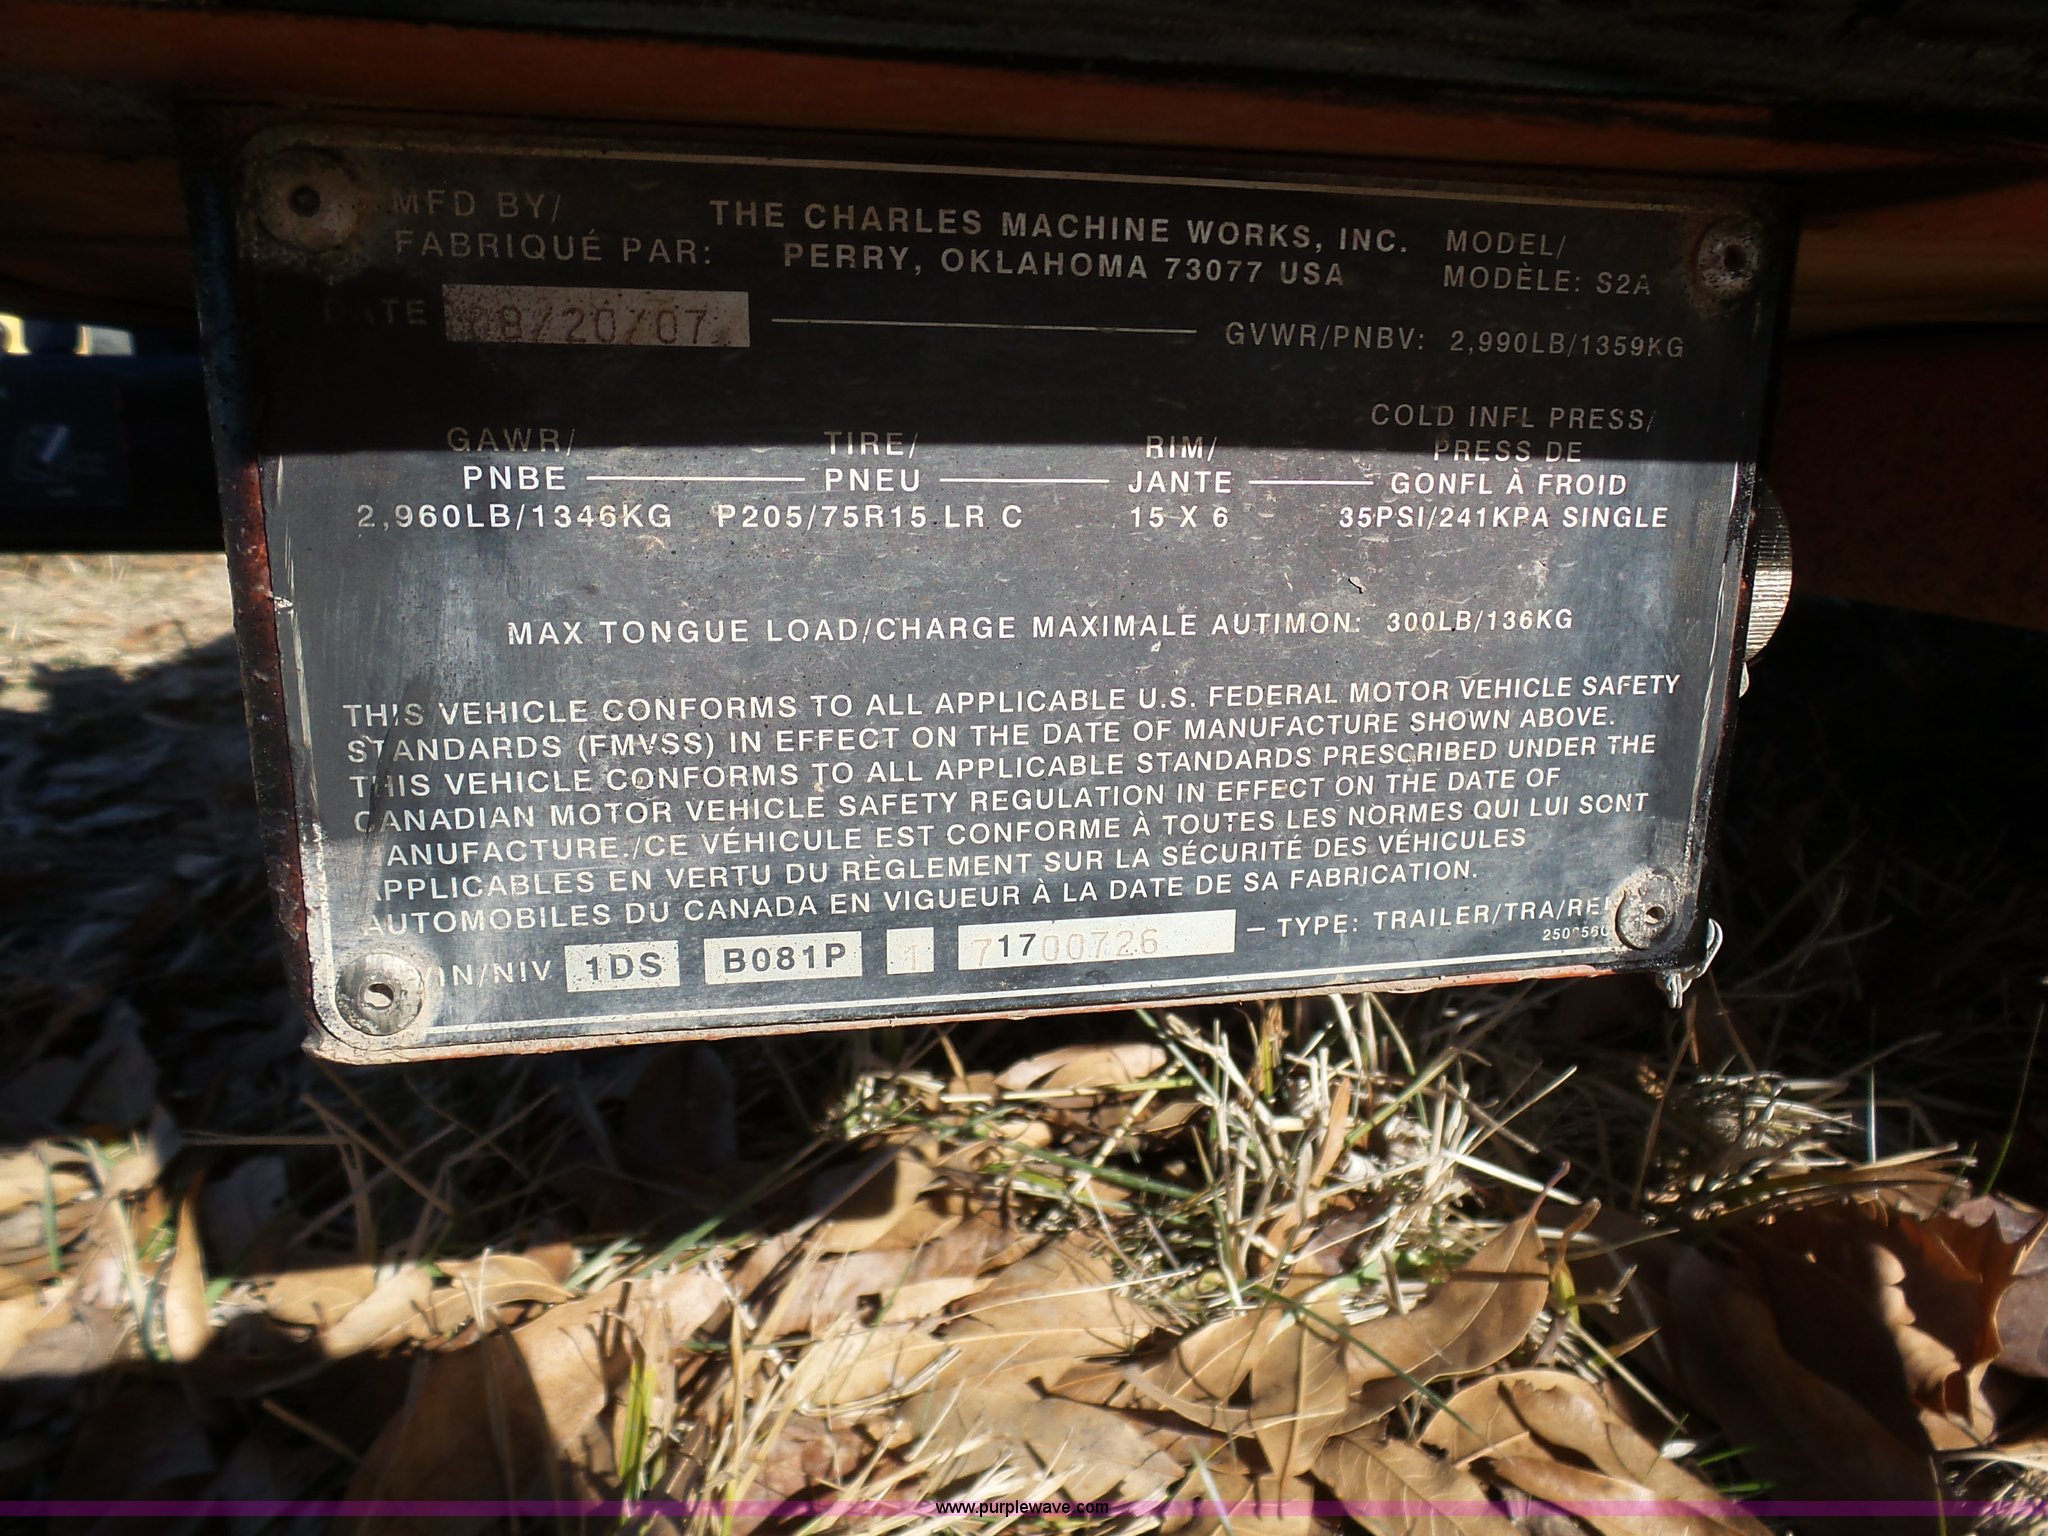 MFD BY/ THE CHARLES MACHINE WORKS, INC. MODEL/
FABRIQUÉ PAR: PERRY, OKLAHOMA 73077 USA MODÈLE: S2A
DATE 08/20/07 GVWR/PNBV: 2,990LB/1359KG
COLD INFL PRESS/
GAWR/ TIRE/ RIM/ PRESS DE
PNBE PNEU JANTE GONFL À FROID
2,960LB/1346KG P205/75R15 LR C 15 X 6 35PSI/241KPA SINGLE
MAX TONGUE LOAD/CHARGE MAXIMALE AUTIMON: 300LB/136KG
THIS VEHICLE CONFORMS TO ALL APPLICABLE U.S. FEDERAL MOTOR VEHICLE SAFETY
STANDARDS (FMVSS) IN EFFECT ON THE DATE OF MANUFACTURE SHOWN ABOVE.
THIS VEHICLE CONFORMS TO ALL APPLICABLE STANDARDS PRESCRIBED UNDER THE
CANADIAN MOTOR VEHICLE SAFETY REGULATION IN EFFECT ON THE DATE OF
MANUFACTURE./CE VÉHICULE EST CONFORME À TOUTES LES NORMES QUI LUI SONT
APPLICABLES EN VERTU DU RÈGLEMENT SUR LA SÉCURITÉ DES VÉHICULES
AUTOMOBILES DU CANADA EN VIGUEUR À LA DATE DE SA FABRICATION.
VIN/NIV 1DS B081P 1 71700726 – TYPE: TRAILER/TRA/REM
www.purplewave.com